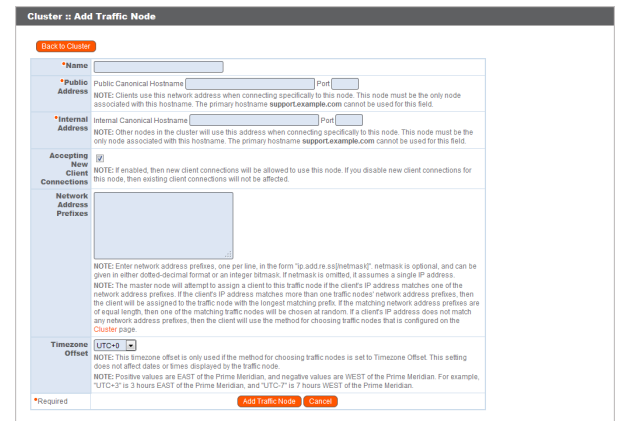 Cluster :: Add Traffic Node
Back to Cluster
*Name
*Public Address
Public Canonical Hostname Port
NOTE: Clients use this network address when connecting specifically to this node. This node must be the only node
associated with this hostname. The primary hostname support.example.com cannot be used for this field.
*Internal Address
Internal Canonical Hostname Port
NOTE: Other nodes in the cluster will use this address when connecting specifically to this node. This node must be the
only node associated with this hostname. The primary hostname support.example.com cannot be used for this field.
Accepting
New
Client
Connections
NOTE: If enabled, then new client connections will be allowed to use this node. If you disable new client connections for
this node, then existing client connections will not be affected.
Network
Address
Prefixes
NOTE: Enter network address prefixes, one per line, in the form "ip.add.re.ss[/netmask]". netmask is optional, and can be
given in either dotted-decimal format or an integer bitmask. If netmask is omitted, it assumes a single IP address.
NOTE: The master node will attempt to assign a client to this traffic node if the client's IP address matches one of the
network address prefixes. If the client's IP address matches more than one traffic nodes' network address prefixes, then
the client will be assigned to the traffic node with the longest matching prefix. If the matching network address prefixes are
of equal length, then one of the matching traffic nodes will be chosen at random. If a client's IP address does not match
any network address prefixes, then the client will use the method for choosing traffic nodes that is configured on the
Cluster page.
Timezone
Offset
UTC+0
NOTE: This timezone offset is only used if the method for choosing traffic nodes is set to Timezone Offset. This setting
does not affect dates or times displayed by the traffic node.
NOTE: Positive values are EAST of the Prime Meridian, and negative values are WEST of the Prime Meridian. For example,
"UTC+3" is 3 hours EAST of the Prime Meridian, and "UTC-7" is 7 hours WEST of the Prime Meridian.
*Required
Add Traffic Node Cancel